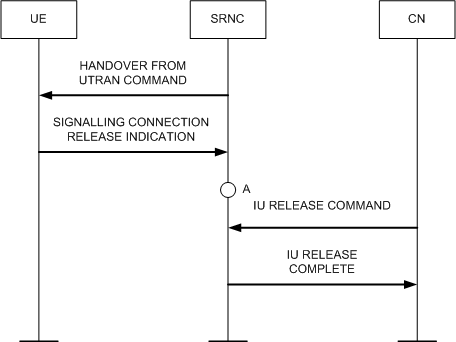 UE
SRNC
CN
HANDOVER FROM
UTRAN COMMAND
SIGNALLING CONNECTION
RELEASE INDICATION
A
IU RELEASE COMMAND
IU RELEASE
COMPLETE